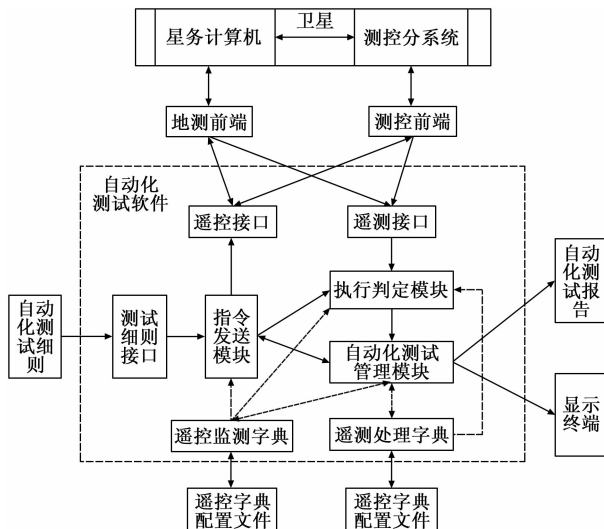 卫星
星务计算机
测控分系统
地测前端
测控前端
自动化
测试软件
遥控接口
遥测接口
自动
化测试
报告
执行判定模块
自动
化测
试细
则
测试
细则
接口
指令
发送
模块
自动化测试
管理模块
显示
终端
遥控监测字典
遥测处理字典
遥控字典
配置文件
遥控字典
配置文件